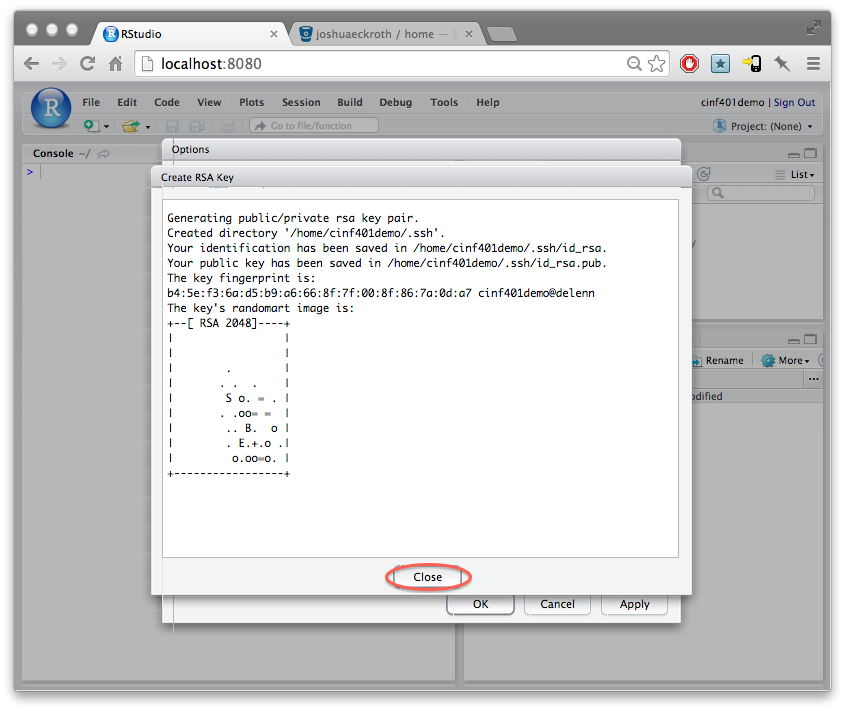 RStudio
joshuaeckroth / home —
localhost:8080
File Edit Code View Plots Session Build Debug Tools Help
cinf401demo | Sign Out
Go to file/function
Project: (None)
Console ~/
Options
List
>
Create RSA Key
Generating public/private rsa key pair.
Created directory '/home/cinf401demo/.ssh'.
Your identification has been saved in /home/cinf401demo/.ssh/id_rsa.
Your public key has been saved in /home/cinf401demo/.ssh/id_rsa.pub.
The key fingerprint is:
b4:5e:f3:6a:d5:b9:a6:66:8f:7f:00:8f:86:7a:0d:a7 cinf401demo@delenn
The key's randomart image is:
+--[ RSA 2048]----+
|                 |
|                 |
|        .        |
|       . .  .    |
|        S o. = . |
|       . .oo= =  |
|        .. B.  o |
|        . E.+.o .|
|         o.oo=o. |
+-----------------+
Rename More
...
odified
Close
OK Cancel Apply